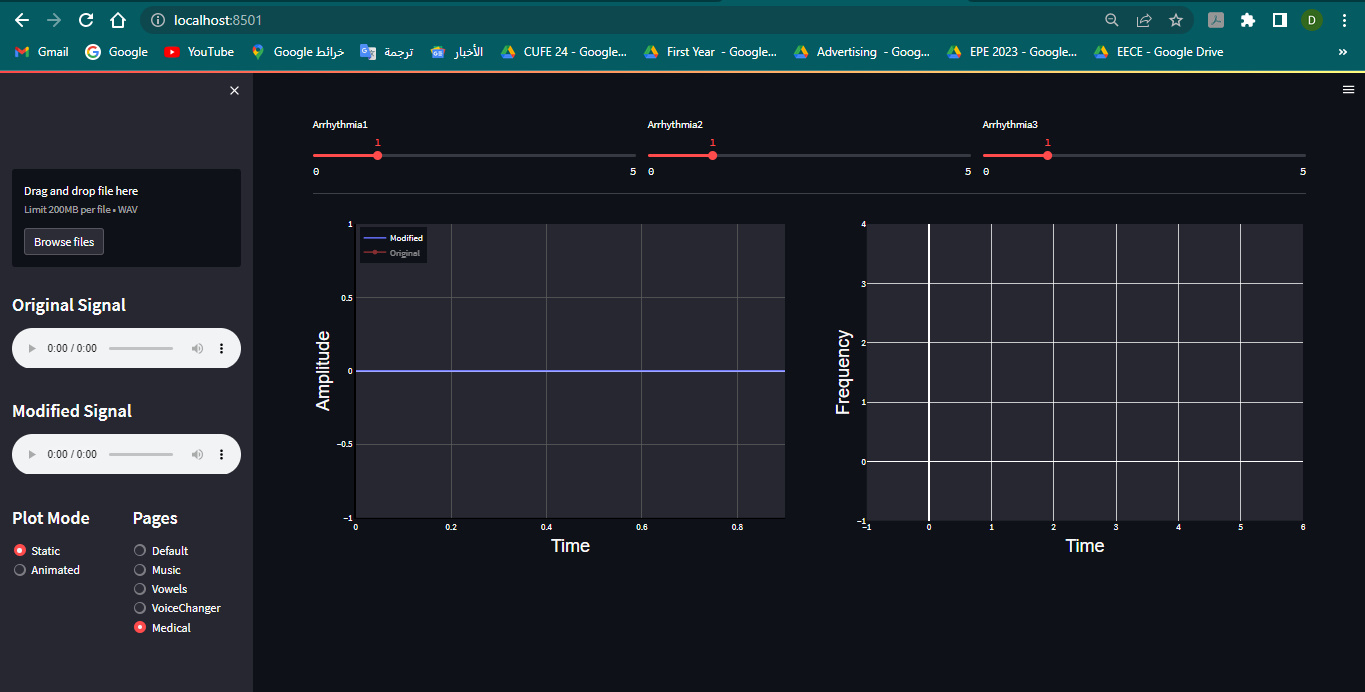 localhost:8501
D
Gmail
Google
YouTube
خرائط Google
ترجمة
الأخبار
CUFE 24 - Google...
First Year - Google...
Advertising - Goog...
EPE 2023 - Google...
EECE - Google Drive
»
Drag and drop file here
Limit 200MB per file • WAV
Browse files
Original Signal
0:00 / 0:00
Modified Signal
0:00 / 0:00
Plot Mode
Static
Animated
Pages
Default
Music
Vowels
VoiceChanger
Medical
Arrhythmia1
1
0 5
Arrhythmia2
1
0 5
Arrhythmia3
1
0 5
Modified
Original
Amplitude
1
0.5
0
−0.5
−1
0 0.2 0.4 0.6 0.8
Time
Frequency
4
3
2
1
0
−1
−1 0 1 2 3 4 5 6
Time